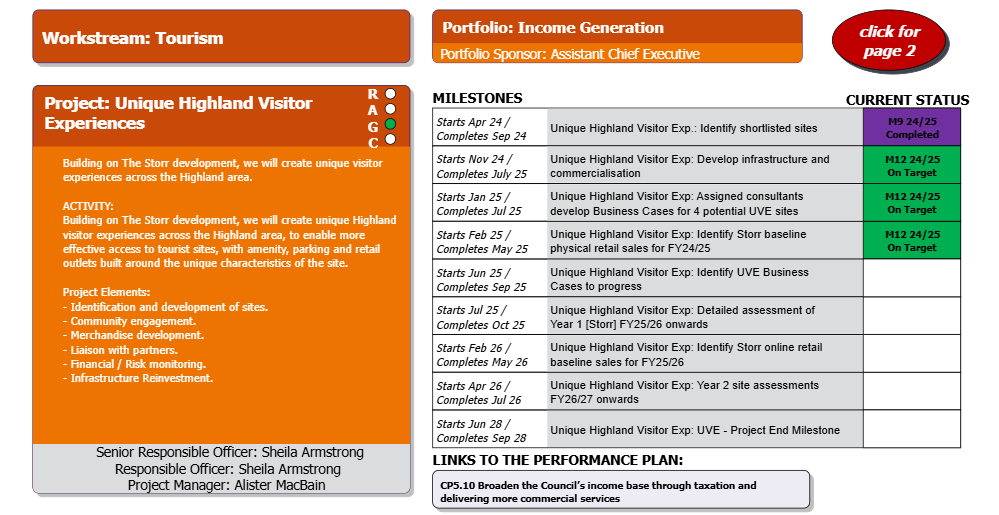 Workstream: Tourism
Portfolio: Income Generation
Portfolio Sponsor: Assistant Chief Executive
click for
page 2
Project: Unique Highland Visitor
Experiences
R
A
G
C
Building on The Storr development, we will create unique visitor
experiences across the Highland area.
ACTIVITY:
Building on The Storr development, we will create unique Highland
visitor experiences across the Highland area, to enable more
effective access to tourist sites, with amenity, parking and retail
outlets built around the unique characteristics of the site.
Project Elements:
- Identification and development of sites.
- Community engagement.
- Merchandise development.
- Liaison with partners.
- Financial / Risk monitoring.
- Infrastructure Reinvestment.
Senior Responsible Officer: Sheila Armstrong
Responsible Officer: Sheila Armstrong
Project Manager: Alister MacBain
MILESTONES
CURRENT STATUS
Starts Apr 24 /
Completes Sep 24
Unique Highland Visitor Exp.: Identify shortlisted sites
M9 24/25
Completed
Starts Nov 24 /
Completes July 25
Unique Highland Visitor Exp: Develop infrastructure and
commercialisation
M12 24/25
On Target
Starts Jan 25 /
Completes Jul 25
Unique Highland Visitor Exp: Assigned consultants
develop Business Cases for 4 potential UVE sites
M12 24/25
On Target
Starts Feb 25 /
Completes May 25
Unique Highland Visitor Exp: Identify Storr baseline
physical retail sales for FY24/25
M12 24/25
On Target
Starts Jun 25 /
Completes Sep 25
Unique Highland Visitor Exp: Identify UVE Business
Cases to progress
Starts Jul 25 /
Completes Oct 25
Unique Highland Visitor Exp: Detailed assessment of
Year 1 [Storr] FY25/26 onwards
Starts Feb 26 /
Completes May 26
Unique Highland Visitor Exp: Identify Storr online retail
baseline sales for FY25/26
Starts Apr 26 /
Completes Jul 26
Unique Highland Visitor Exp: Year 2 site assessments
FY26/27 onwards
Starts Jun 28 /
Completes Sep 28
Unique Highland Visitor Exp: UVE - Project End Milestone
LINKS TO THE PERFORMANCE PLAN:
CP5.10 Broaden the Council's income base through taxation and
delivering more commercial services